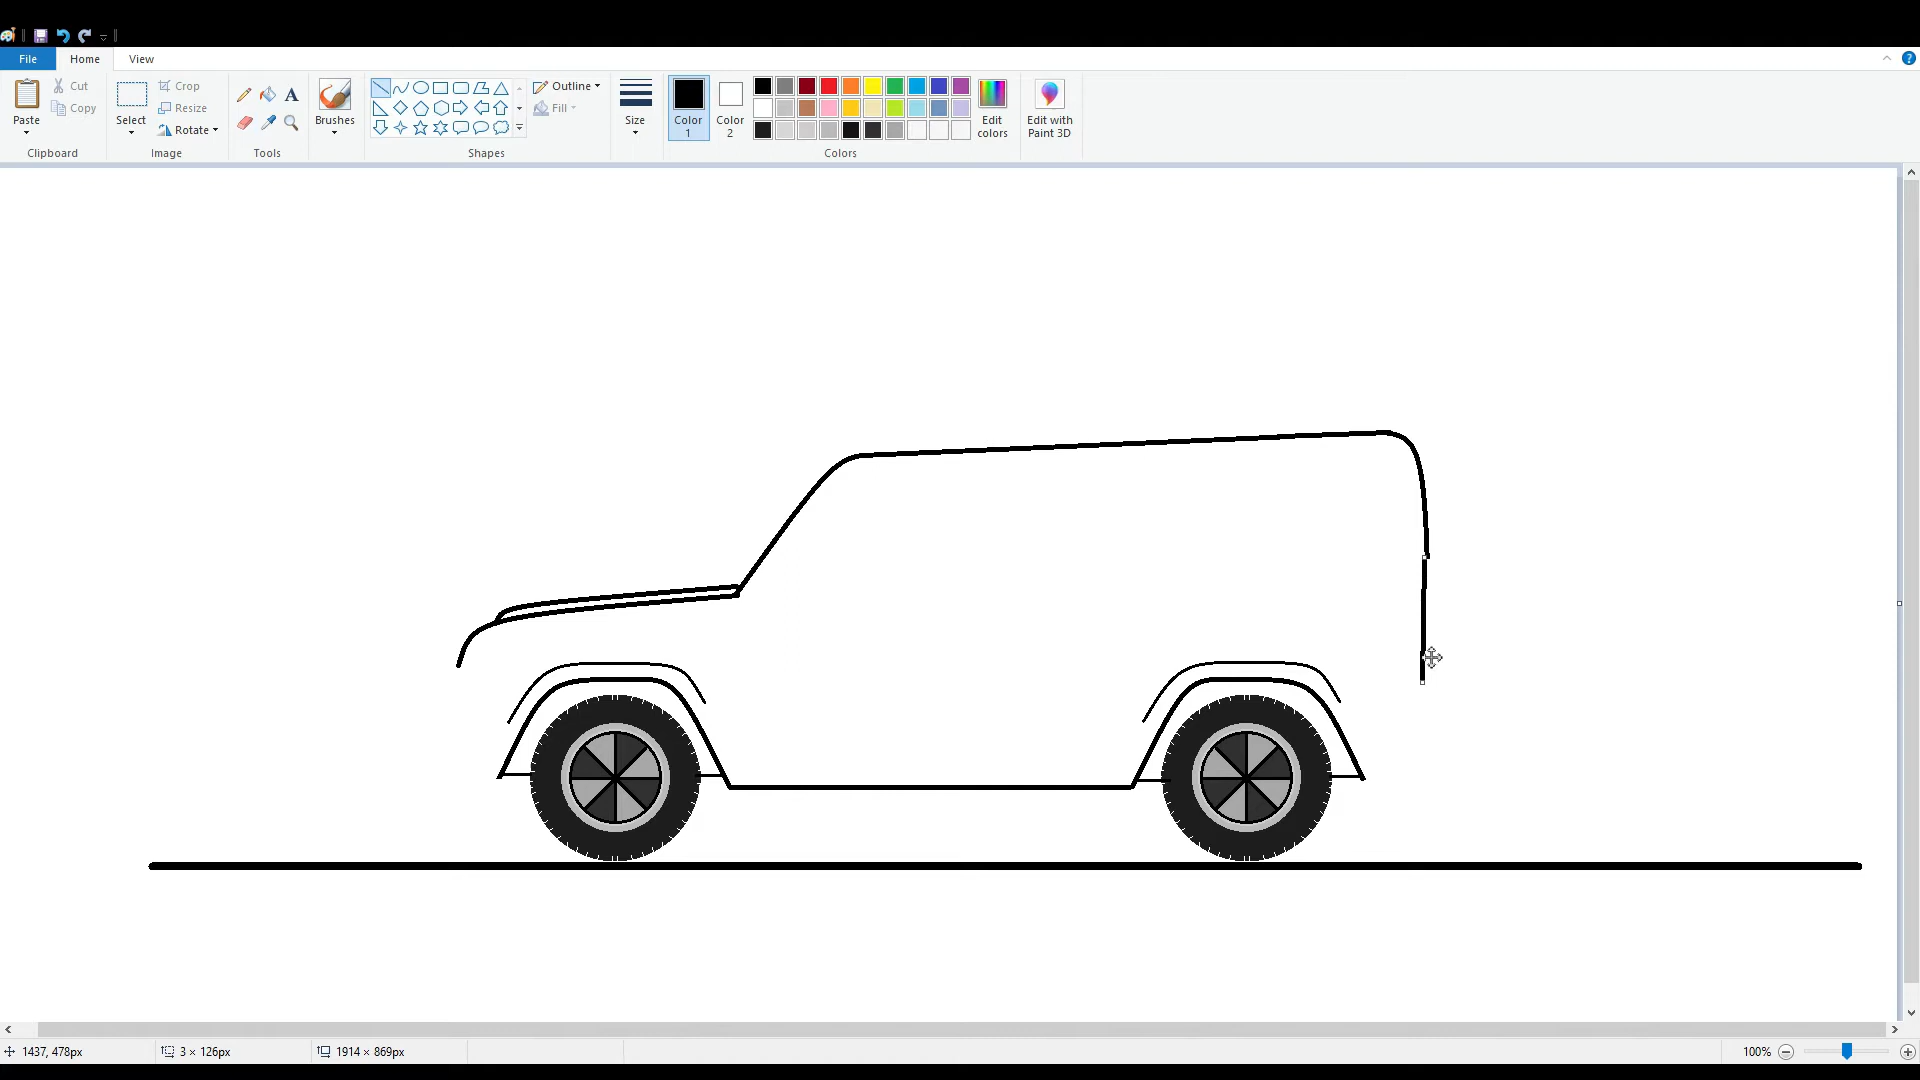 File Home View
Paste Cut Copy
Clipboard
Select Crop Resize Rotate
Image
A
Tools
Brushes
Outline Fill
Shapes
Size
Color 1 Color 2
Edit colors
Colors
Edit with Paint 3D
?
1437, 478px 3 × 126px 1914 × 869px 100%